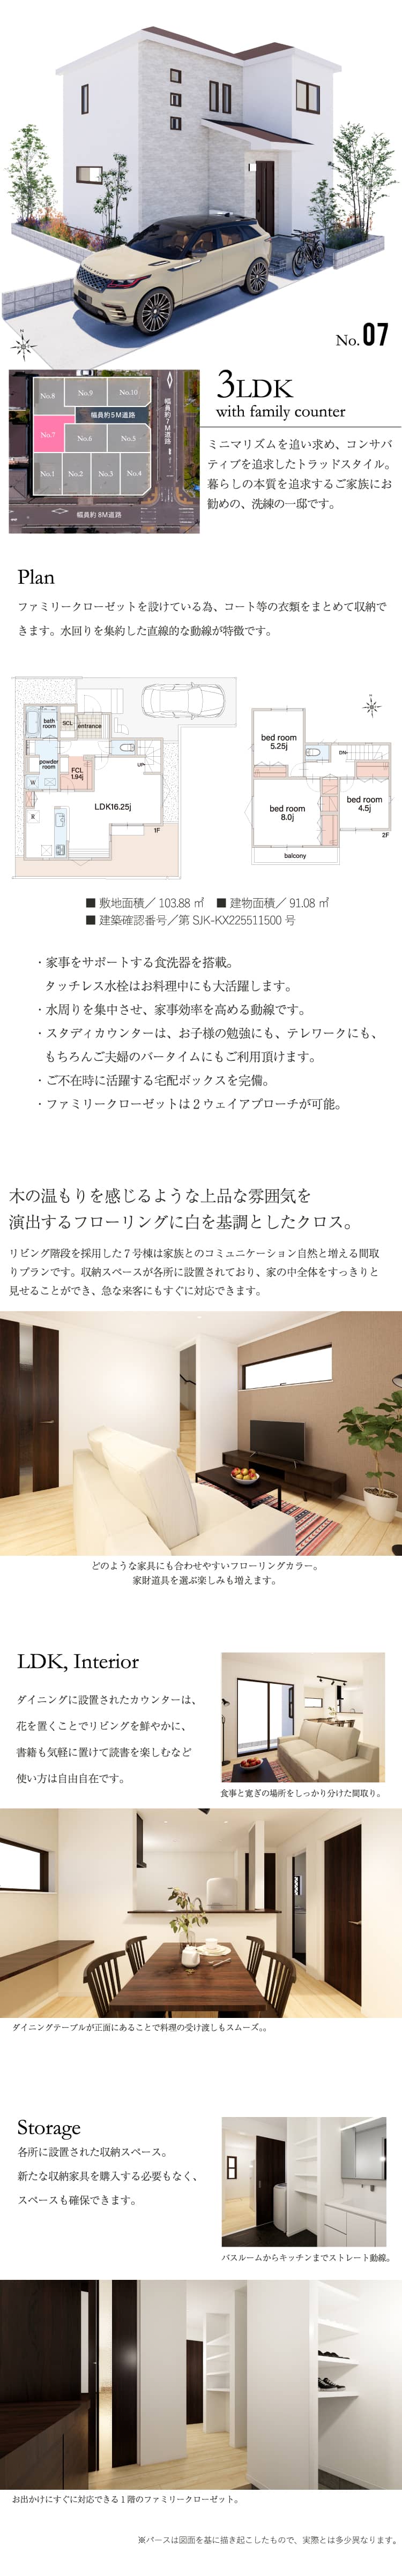 No. 07
N
3LDK
with family counter
No.8
No.9
No.10
幅員約5M道路
No.7
No.6
No.5
No.1
No.2
No.3
No.4
幅員約7M道路
幅員約 8M道路
ミニマリズムを追い求め、コンサバ
ティブを追求したトラッドスタイル。
暮らしの本質を追求するご家族にお
勧めの、洗練の一邸です。
Plan
ファミリークローゼットを設けている為、コート等の衣類をまとめて収納で
きます。水回りを集約した直線的な動線が特徴です。
bath
room
SCL
entrance
powder
room
FCL
1.94j
UP
W
R
LDK16.25j
1F
N
bed room
5.25j
DN
bed room
8.0j
bed room
4.5j
2F
balcony
■ 敷地面積／ 103.88 ㎡ ■ 建物面積／ 91.08 ㎡
■ 建築確認番号／第 SJK-KX225511500 号
・家事をサポートする食洗器を搭載。
タッチレス水栓はお料理中にも大活躍します。
・水周りを集中させ、家事効率を高める動線です。
・スタディカウンターは、お子様の勉強にも、テレワークにも、
もちろんご夫婦のバータイムにもご利用頂けます。
・ご不在時に活躍する宅配ボックスを完備。
・ファミリークローゼットは２ウェイアプローチが可能。
木の温もりを感じるような上品な雰囲気を
演出するフローリングに白を基調としたクロス。
リビング階段を採用した７号棟は家族とのコミュニケーション自然と増える間取
りプランです。収納スペースが各所に設置されており、家の中全体をすっきりと
見せることができ、急な来客にもすぐに対応できます。
どのような家具にも合わせやすいフローリングカラー。
家財道具を選ぶ楽しみも増えます。
LDK, Interior
ダイニングに設置されたカウンターは、
花を置くことでリビングを鮮やかに、
書籍も気軽に置けて読書を楽しむなど
使い方は自由自在です。
食事と寛ぎの場所をしっかり分けた間取り。
ダイニングテーブルが正面にあることで料理の受け渡しもスムーズ。。
Storage
各所に設置された収納スペース。
新たな収納家具を購入する必要もなく、
スペースも確保できます。
バスルームからキッチンまでストレート動線。
お出かけにすぐに対応できる１階のファミリークローゼット。
※パースは図面を基に描き起こしたもので、実際とは多少異なります。